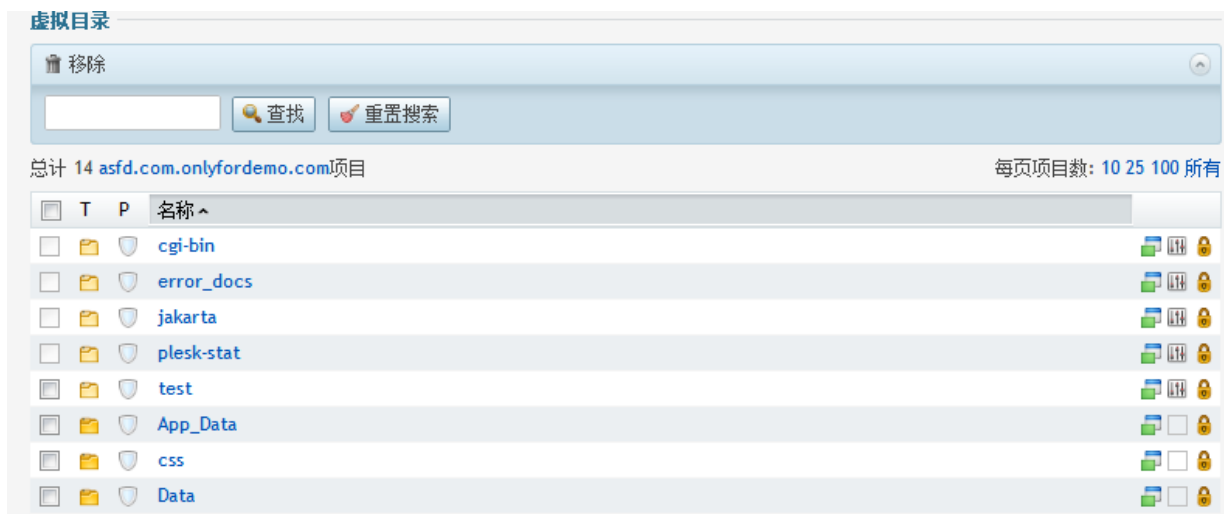 虚拟目录
移除
查找 重置搜索
总计 14 asfd.com.onlyfordemo.com项目 每页项目数: 10 25 100 所有
T P 名称
cgi-bin
error_docs
jakarta
plesk-stat
test
App_Data
css
Data